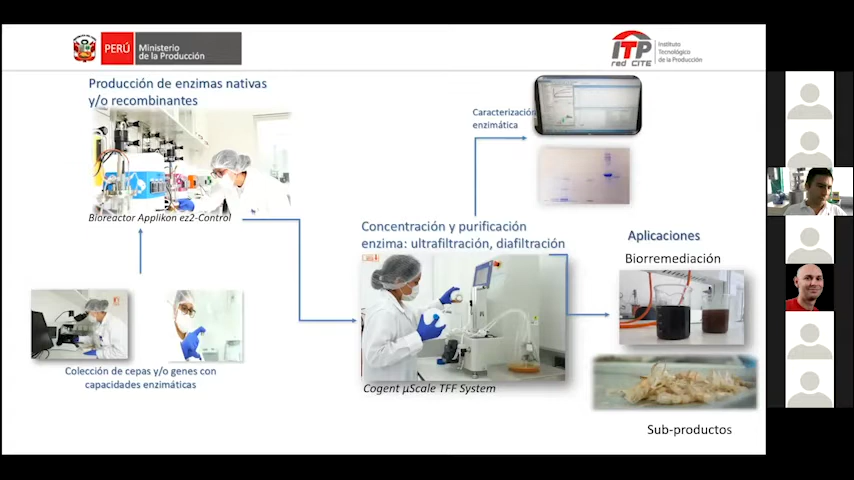 PERÚ
Ministerio
de la Producción
ITP
red CITE
Instituto
Tecnológico
de la Producción
Producción de enzimas nativas
y/o recombinantes
Bioreactor Applikon ez2-Control
Colección de cepas y/o genes con
capacidades enzimáticas
Caracterización
enzimática
Concentración y purificación
enzima: ultrafiltración, diafiltración
Cogent µScale TFF System
Aplicaciones
Biorremediación
Sub-productos